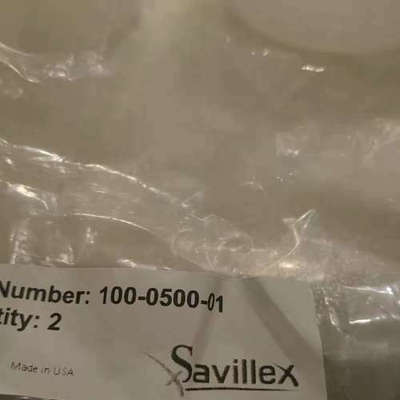 Number: 100-0500-01
tity: 2
Made in USA
Savillex